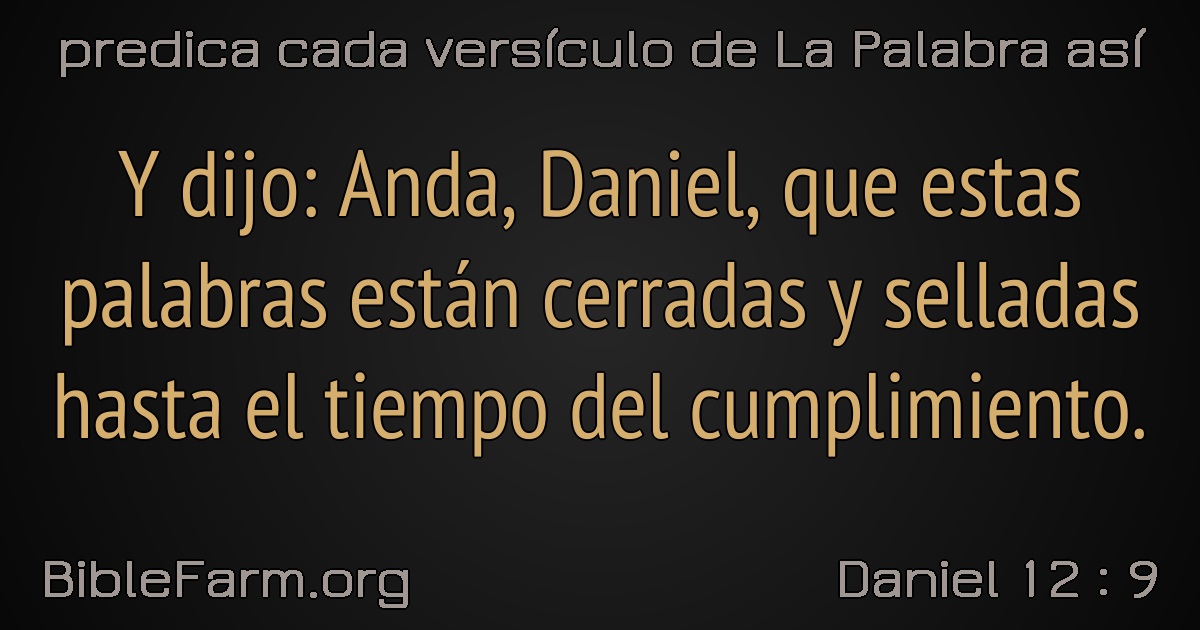 predica cada versículo de La Palabra así
Y dijo: Anda, Daniel, que estas
palabras están cerradas y selladas
hasta el tiempo del cumplimiento.
BibleFarm.org
Daniel 12 : 9